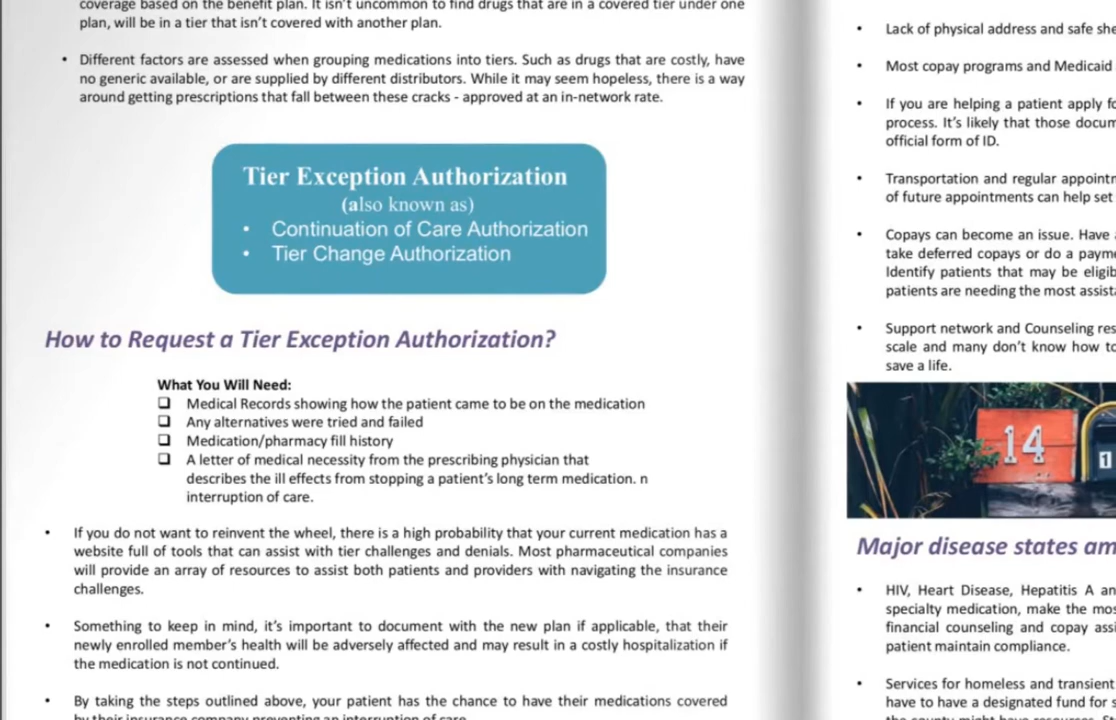 coverage based on the benefit plan. It isn't uncommon to find drugs that are in a covered tier under one
plan, will be in a tier that isn't covered with another plan.
• Different factors are assessed when grouping medications into tiers. Such as drugs that are costly, have
no generic available, or are supplied by different distributors. While it may seem hopeless, there is a way
around getting prescriptions that fall between these cracks - approved at an in-network rate.
Tier Exception Authorization
(also known as)
• Continuation of Care Authorization
• Tier Change Authorization
How to Request a Tier Exception Authorization?
What You Will Need:
❑ Medical Records showing how the patient came to be on the medication
❑ Any alternatives were tried and failed
❑ Medication/pharmacy fill history
❑ A letter of medical necessity from the prescribing physician that
describes the ill effects from stopping a patient's long term medication. n
interruption of care.
• If you do not want to reinvent the wheel, there is a high probability that your current medication has a
website full of tools that can assist with tier challenges and denials. Most pharmaceutical companies
will provide an array of resources to assist both patients and providers with navigating the insurance
challenges.
• Something to keep in mind, it's important to document with the new plan if applicable, that their
newly enrolled member's health will be adversely affected and may result in a costly hospitalization if
the medication is not continued.
• By taking the steps outlined above, your patient has the chance to have their medications covered
by their insurance company preventing an interruption of care.
• Lack of physical address and safe she
• Most copay programs and Medicaid
• If you are helping a patient apply fo
process. It's likely that those docum
official form of ID.
• Transportation and regular appointm
of future appointments can help set
• Copays can become an issue. Have
take deferred copays or do a payme
Identify patients that may be eligib
patients are needing the most assista
• Support network and Counseling res
scale and many don't know how to
save a life.
14
1
Major disease states am
• HIV, Heart Disease, Hepatitis A an
specialty medication, make the mos
financial counseling and copay assi
patient maintain compliance.
• Services for homeless and transient
have to have a designated fund for s
the county might have resources. Sh